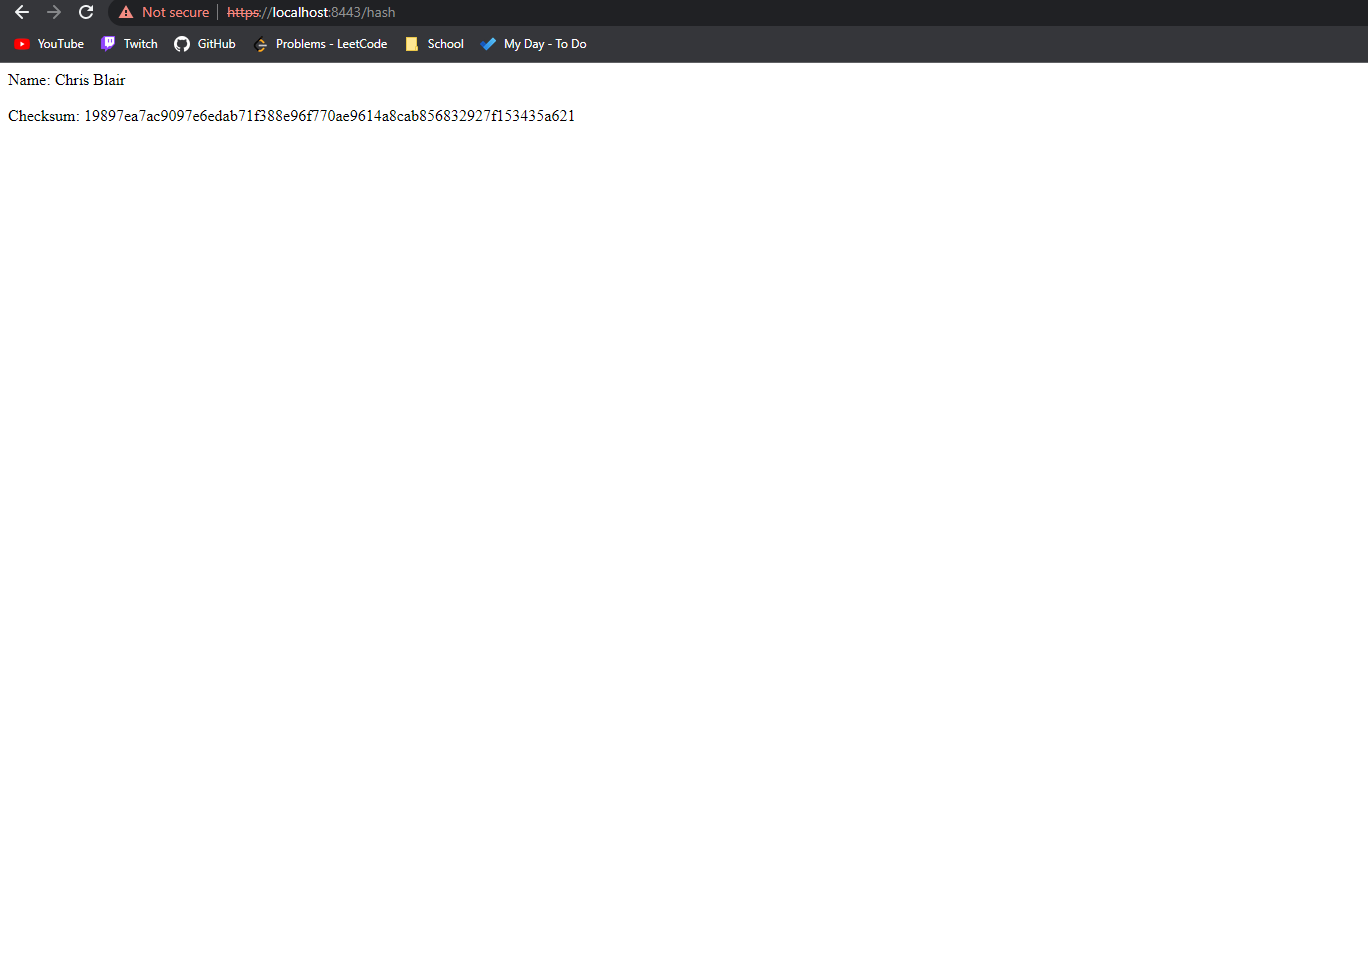 Not secure https://localhost:8443/hash
YouTube Twitch GitHub Problems - LeetCode School My Day - To Do
Name: Chris Blair
Checksum: 19897ea7ac9097e6edab71f388e96f770ae9614a8cab856832927f153435a621